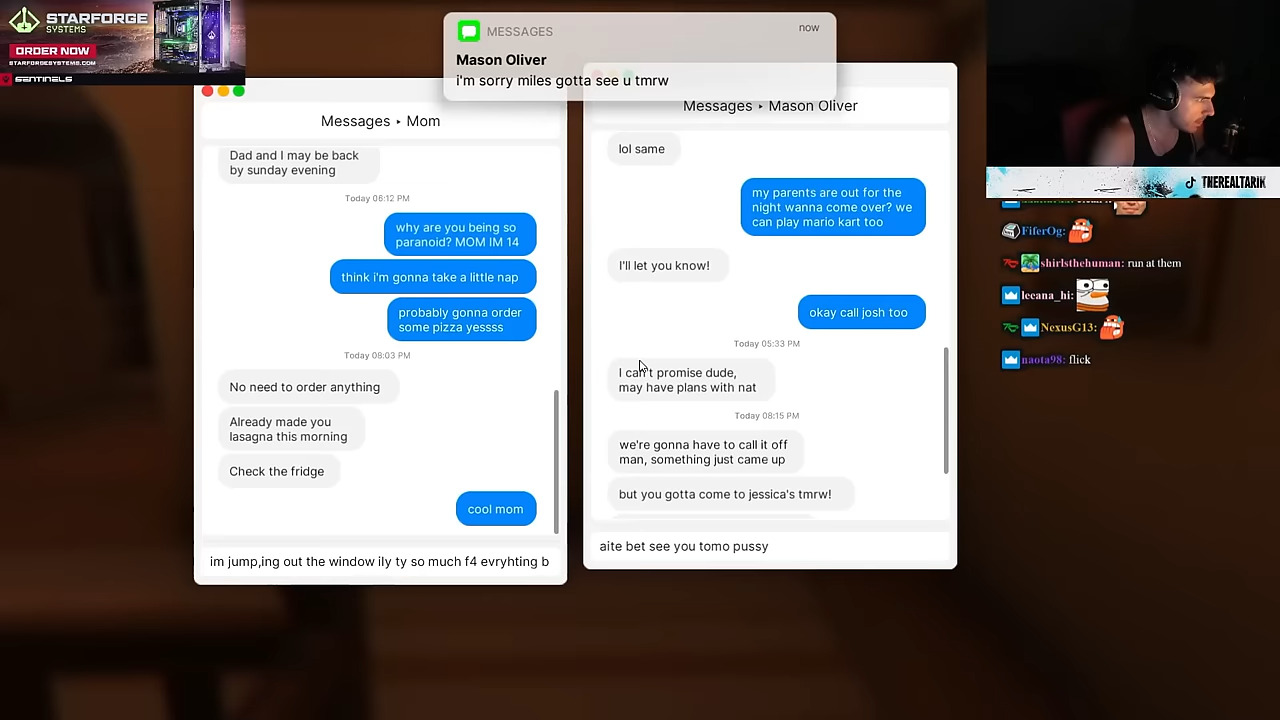 STARFORGE
SYSTEMS
ORDER NOW
STARFORGESYSTEMS.COM
SENTINELS
MESSAGES
now
Mason Oliver
i'm sorry miles gotta see u tmrw
Messages ‣ Mom
Dad and I may be back
by sunday evening
Today 06:12 PM
why are you being so
paranoid? MOM IM 14
think i'm gonna take a little nap
probably gonna order
some pizza yessss
Today 08:03 PM
No need to order anything
Already made you
lasagna this morning
Check the fridge
cool mom
im jump,ing out the window ily ty so much f4 evryhting b
Messages ‣ Mason Oliver
lol same
my parents are out for the
night wanna come over? we
can play mario kart too
I'll let you know!
okay call josh too
Today 05:33 PM
I can't promise dude,
may have plans with nat
Today 08:15 PM
we're gonna have to call it off
man, something just came up
but you gotta come to jessica's tmrw!
aite bet see you tomo pussy
THEREALTARIK
FiferOg:
shirlsthehuman: run at them
leeana_hi:
NexusG13:
naota98: flick